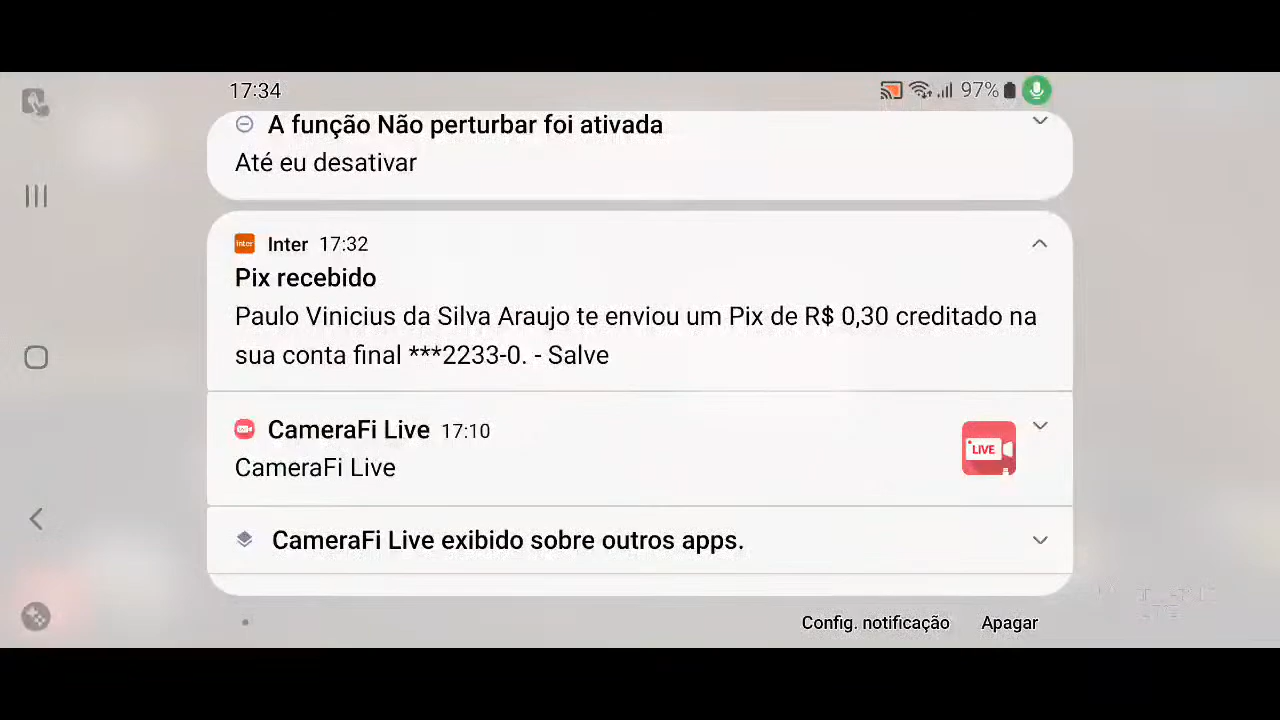 17:34
97%
A função Não perturbar foi ativada
Até eu desativar
Inter 17:32
Pix recebido
Paulo Vinicius da Silva Araujo te enviou um Pix de R$ 0,30 creditado na
sua conta final ***2233-0. - Salve
CameraFi Live 17:10
CameraFi Live
LIVE
CameraFi Live exibido sobre outros apps.
Config. notificação Apagar